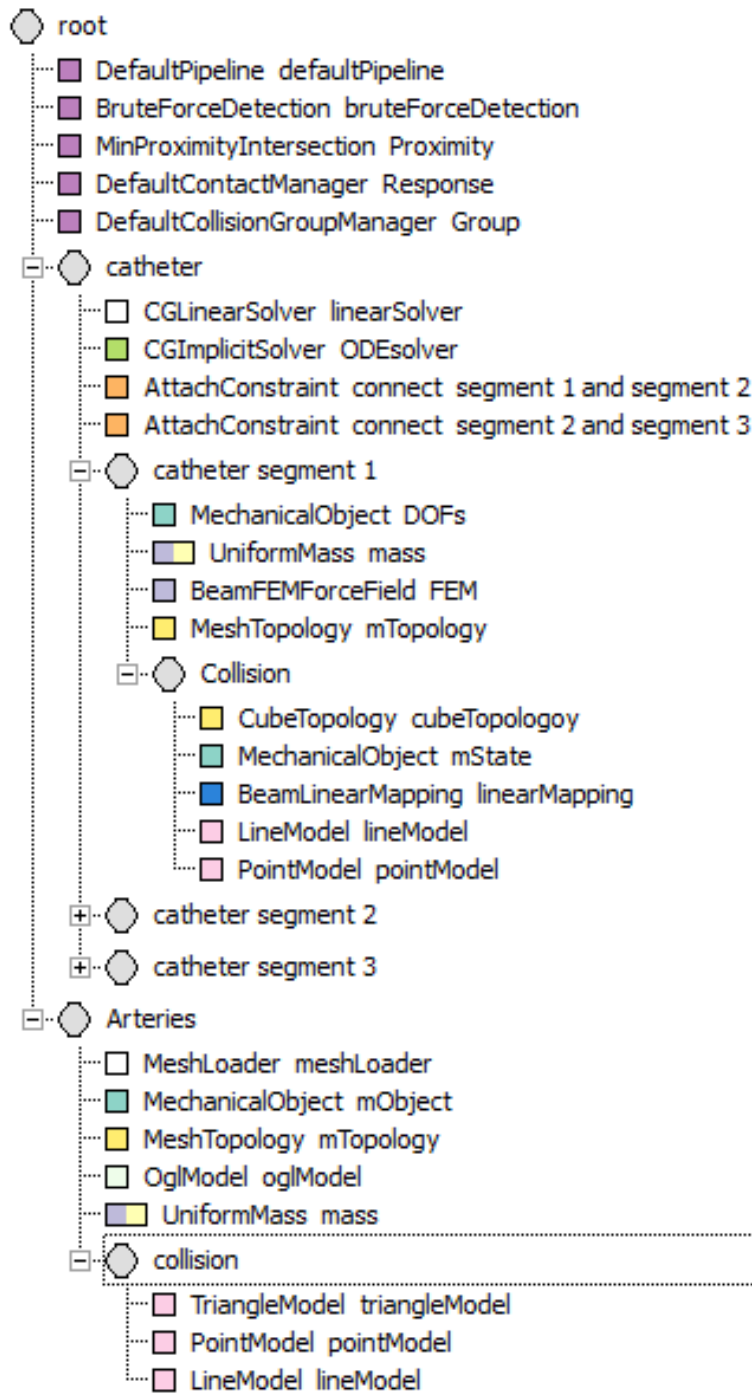 root
DefaultPipeline defaultPipeline
BruteForceDetection bruteForceDetection
MinProximityIntersection Proximity
DefaultContactManager Response
DefaultCollisionGroupManager Group
catheter
CGLinearSolver linearSolver
CGImplicitSolver ODEsolver
AttachConstraint connect segment 1 and segment 2
AttachConstraint connect segment 2 and segment 3
catheter segment 1
MechanicalObject DOFs
UniformMass mass
BeamFEMForceField FEM
MeshTopology mTopology
Collision
CubeTopology cubeTopologoy
MechanicalObject mState
BeamLinearMapping linearMapping
LineModel lineModel
PointModel pointModel
catheter segment 2
catheter segment 3
Arteries
MeshLoader meshLoader
MechanicalObject mObject
MeshTopology mTopology
OglModel oglModel
UniformMass mass
collision
TriangleModel triangleModel
PointModel pointModel
LineModel lineModel